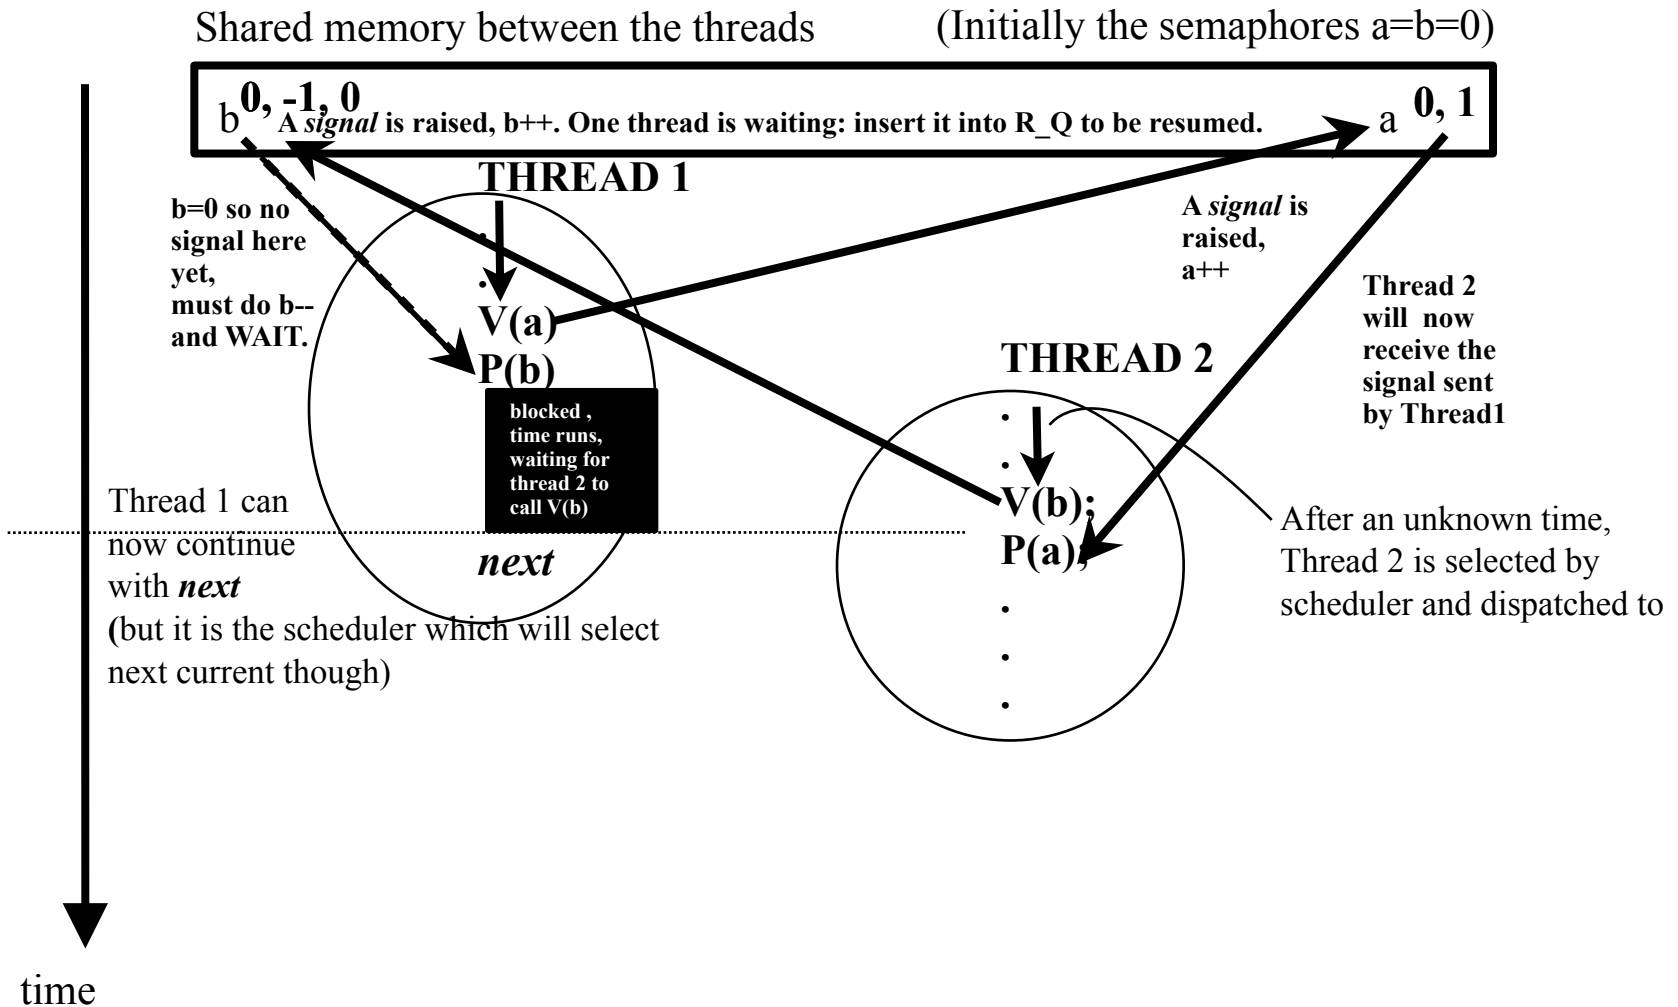 Shared memory between the threads
(Initially the semaphores a=b=0)
b
0, -1, 0
A signal is raised, b++. One thread is waiting: insert it into R_Q to be resumed.
a
0, 1
THREAD 1
b=0 so no
signal here
yet,
must do b--
and WAIT.
.
.
V(a)
P(b)
blocked ,
time runs,
waiting for
thread 2 to
call V(b)
next
A signal is
raised,
a++
Thread 2
will now
receive the
signal sent
by Thread1
THREAD 2
.
.
V(b);
P(a);
.
.
.
Thread 1 can
now continue
with next
(but it is the scheduler which will select
next current though)
After an unknown time,
Thread 2 is selected by
scheduler and dispatched to
time